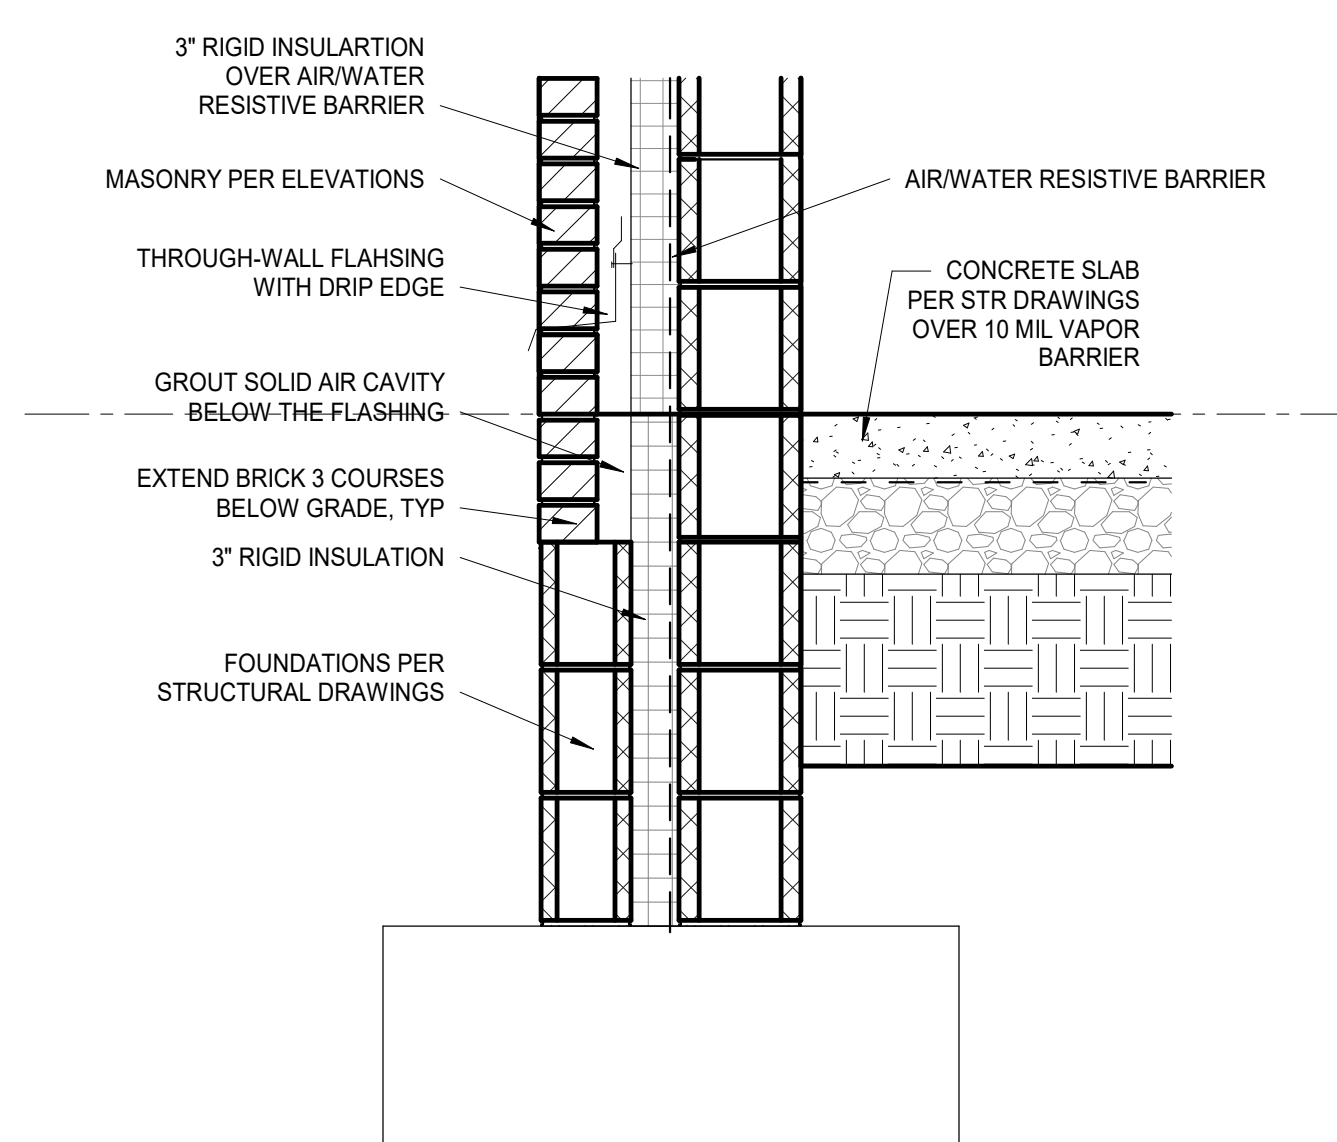 3" RIGID INSULARTION
OVER AIR/WATER
RESISTIVE BARRIER
MASONRY PER ELEVATIONS
THROUGH-WALL FLAHSING
WITH DRIP EDGE
GROUT SOLID AIR CAVITY
BELOW THE FLASHING
EXTEND BRICK 3 COURSES
BELOW GRADE, TYP
3" RIGID INSULATION
FOUNDATIONS PER
STRUCTURAL DRAWINGS
AIR/WATER RESISTIVE BARRIER
CONCRETE SLAB
PER STR DRAWINGS
OVER 10 MIL VAPOR
BARRIER